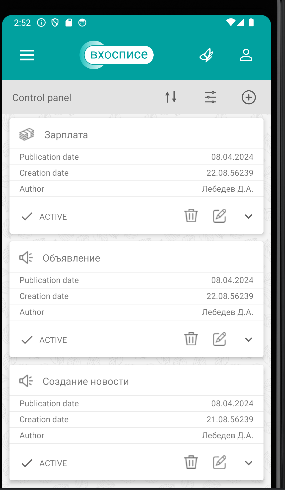 2:52
вхосписе
Control panel
Зарплата
Publication date 08.04.2024
Creation date 22.08.56239
Author Лебедев Д.А.
ACTIVE
Объявление
Publication date 08.04.2024
Creation date 22.08.56239
Author Лебедев Д.А.
ACTIVE
Создание новости
Publication date 08.04.2024
Creation date 21.08.56239
Author Лебедев Д.А.
ACTIVE